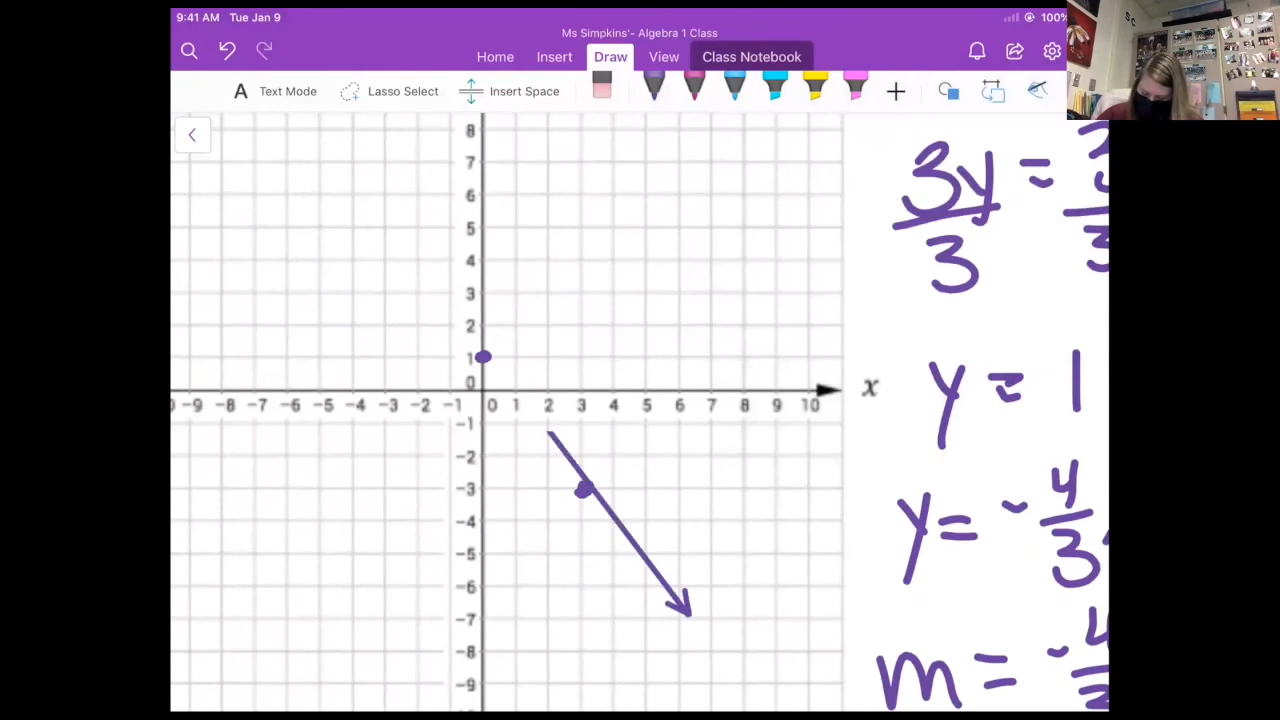 9:41 AM Tue Jan 9
100%
Ms Simpkins'- Algebra 1 Class
Home Insert Draw View Class Notebook
A Text Mode Lasso Select Insert Space
8
7
6
5
4
3
2
1
0
x
-9 -8 -7 -6 -5 -4 -3 -2 -1 0 1 2 3 4 5 6 7 8 9 10
-1
-2
-3
-4
-5
-6
-7
-8
-9
3y =
3
y = 1
y = -4/3
m = -